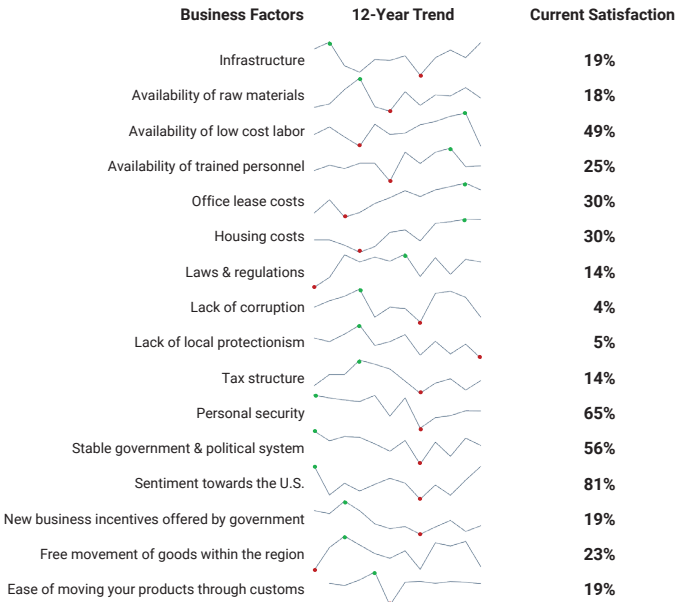 Business Factors 12-Year Trend Current Satisfaction
Infrastructure 19%
Availability of raw materials 18%
Availability of low cost labor 49%
Availability of trained personnel 25%
Office lease costs 30%
Housing costs 30%
Laws & regulations 14%
Lack of corruption 4%
Lack of local protectionism 5%
Tax structure 14%
Personal security 65%
Stable government & political system 56%
Sentiment towards the U.S. 81%
New business incentives offered by government 19%
Free movement of goods within the region 23%
Ease of moving your products through customs 19%